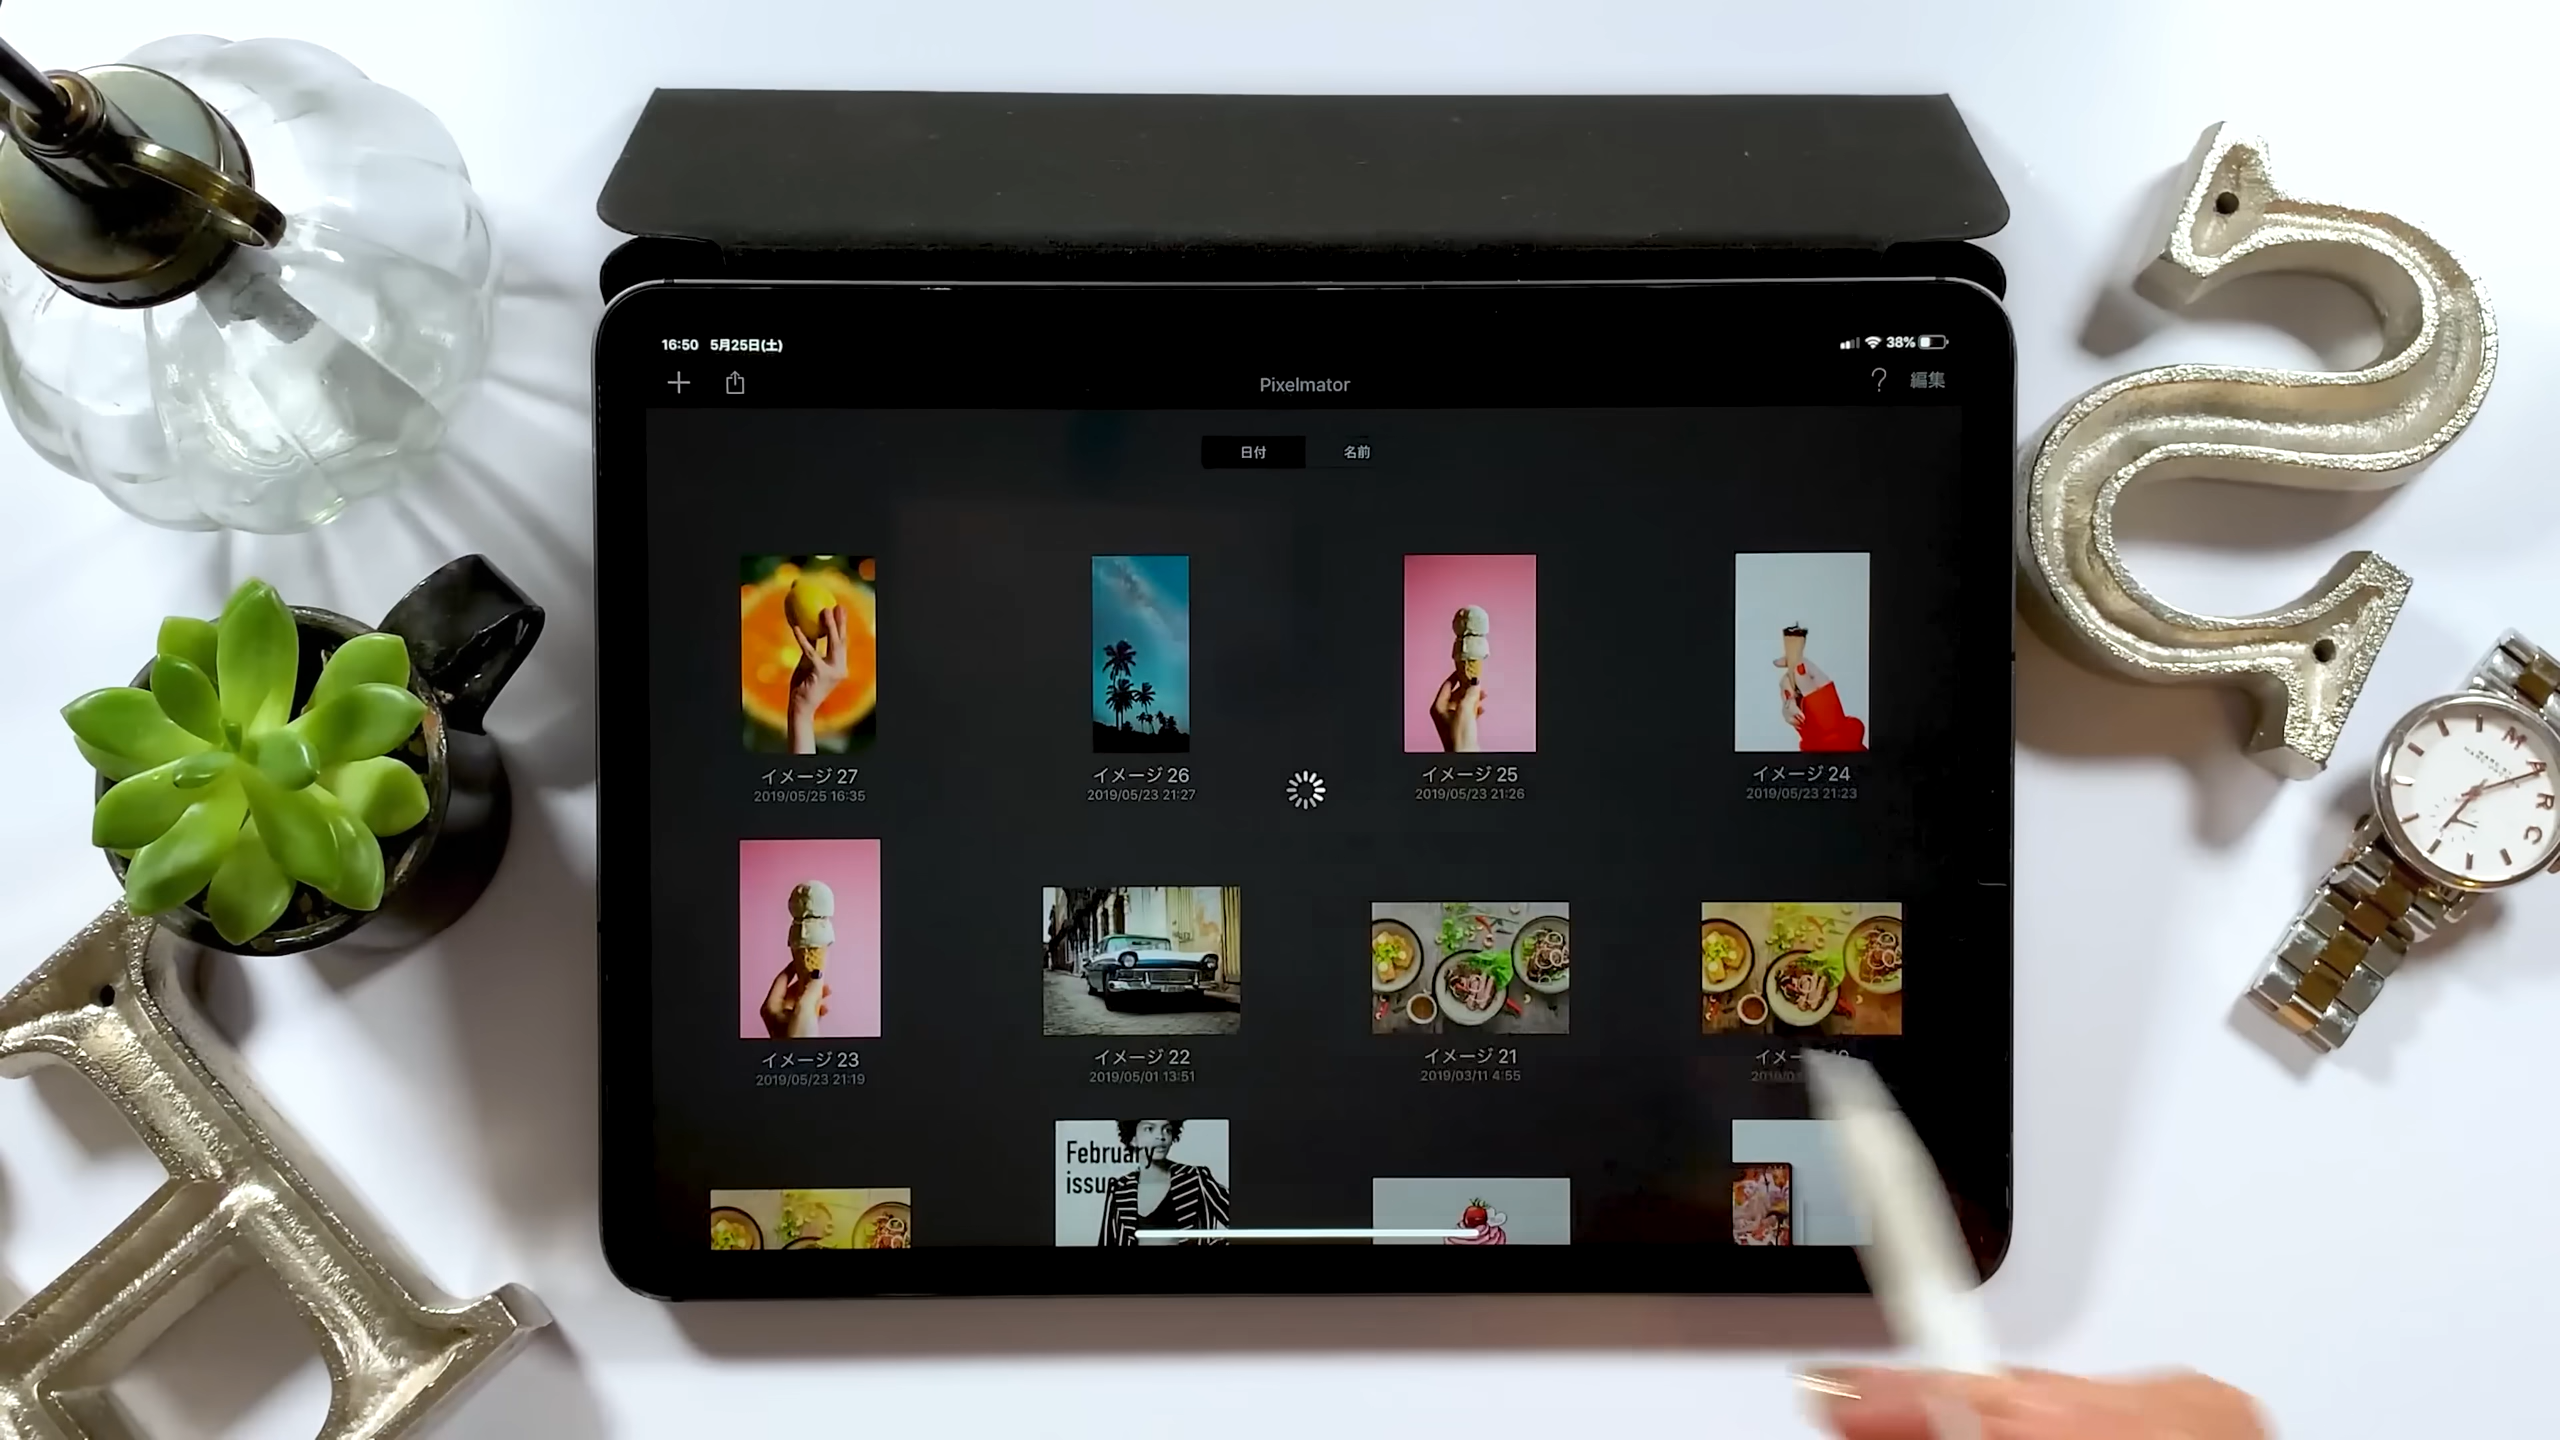 16:50 5月25日(土)
38%
Pixelmator
編集
日付 名前
イメージ 27
2019/05/25 16:35
イメージ 26
2019/05/23 21:27
イメージ 25
2019/05/23 21:26
イメージ 24
2019/05/23 21:23
イメージ 23
2019/05/23 21:19
イメージ 22
2019/05/01 13:51
イメージ 21
2019/03/11 4:55
February
issue
MARC